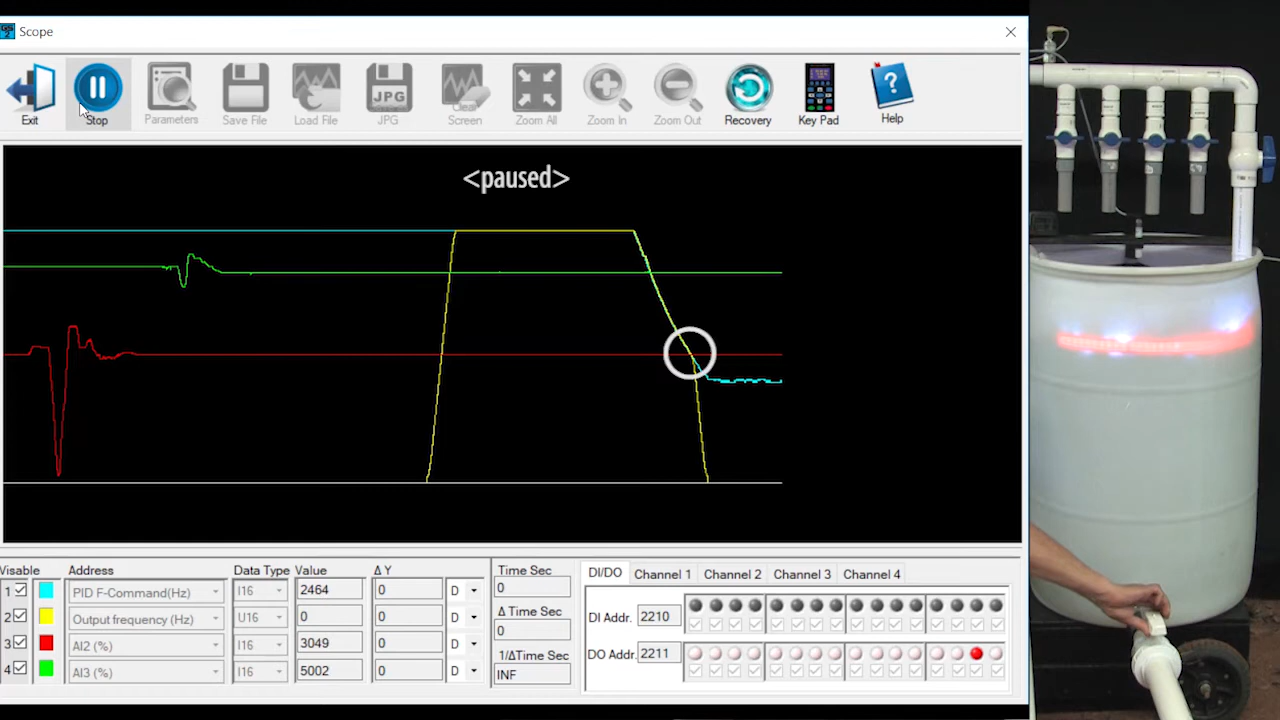 Scope
Exit
Stop
Parameters
Save File
Load File
JPG
JPG
Clear
Screen
Zoom All
Zoom In
Zoom Out
Recovery
Key Pad
Help
<paused>
Visable
Address
Data Type
Value
Δ Y
1
PID F-Command(Hz)
I16
2464
0
D
2
Output frequency (Hz)
U16
0
0
D
3
AI2 (%)
I16
3049
0
D
4
AI3 (%)
I16
5002
0
D
Time Sec
0
Δ Time Sec
0
1/ΔTime Sec
INF
DI/DO
Channel 1
Channel 2
Channel 3
Channel 4
DI Addr.
2210
DO Addr.
2211